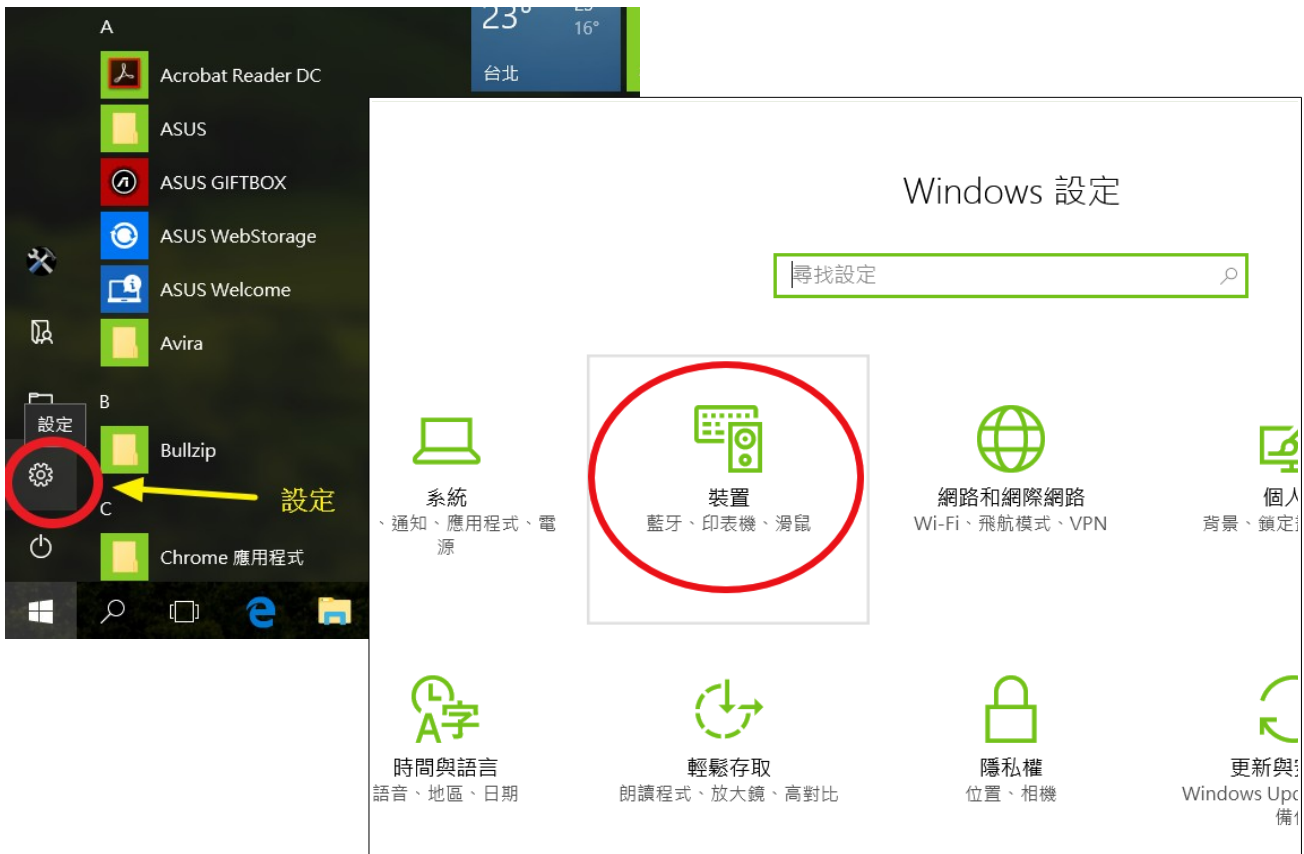 A
Acrobat Reader DC
ASUS
ASUS GIFTBOX
ASUS WebStorage
ASUS Welcome
Avira
B
設定
Bullzip
設定
C
Chrome 應用程式
23°
16°
台北
Windows 設定
尋找設定
系統
、通知、應用程式、電
源
裝置
藍牙、印表機、滑鼠
網路和網際網路
Wi-Fi、飛航模式、VPN
個人
背景、鎖定
時間與語言
語音、地區、日期
輕鬆存取
朗讀程式、放大鏡、高對比
隱私權
位置、相機
更新與
Windows Up
備